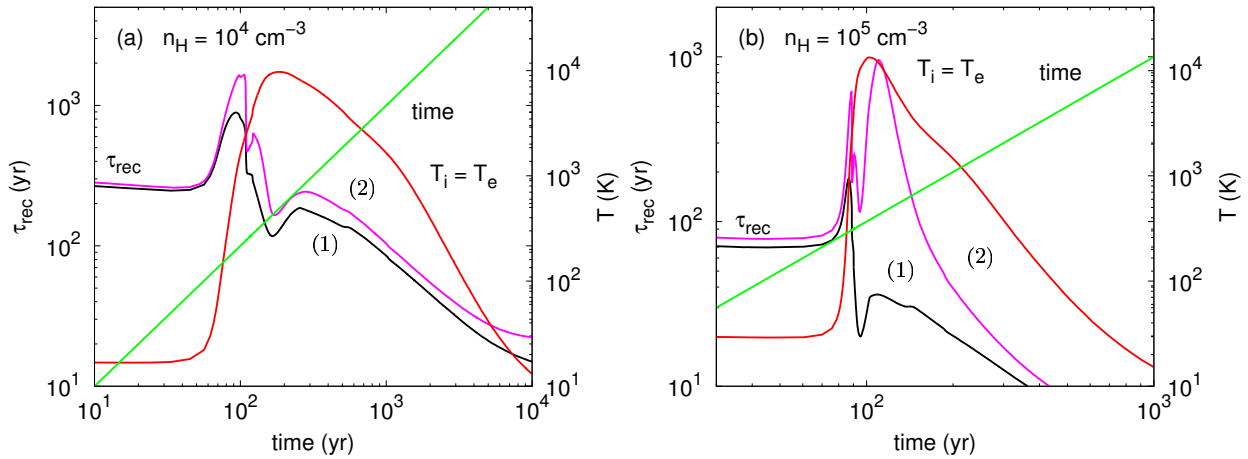 (a) n_H = 10^4 cm^-3
time
τ_rec
T_i = T_e
(2)
(1)
τ_rec (yr)
10^3
10^2
10^1
T (K)
10^4
10^3
10^2
10^1
10^1 10^2 10^3 10^4
time (yr)
(b) n_H = 10^5 cm^-3
T_i = T_e
time
τ_rec
(1)
(2)
τ_rec (yr)
10^3
10^2
10^1
T (K)
10^4
10^3
10^2
10^1
10^2 10^3
time (yr)